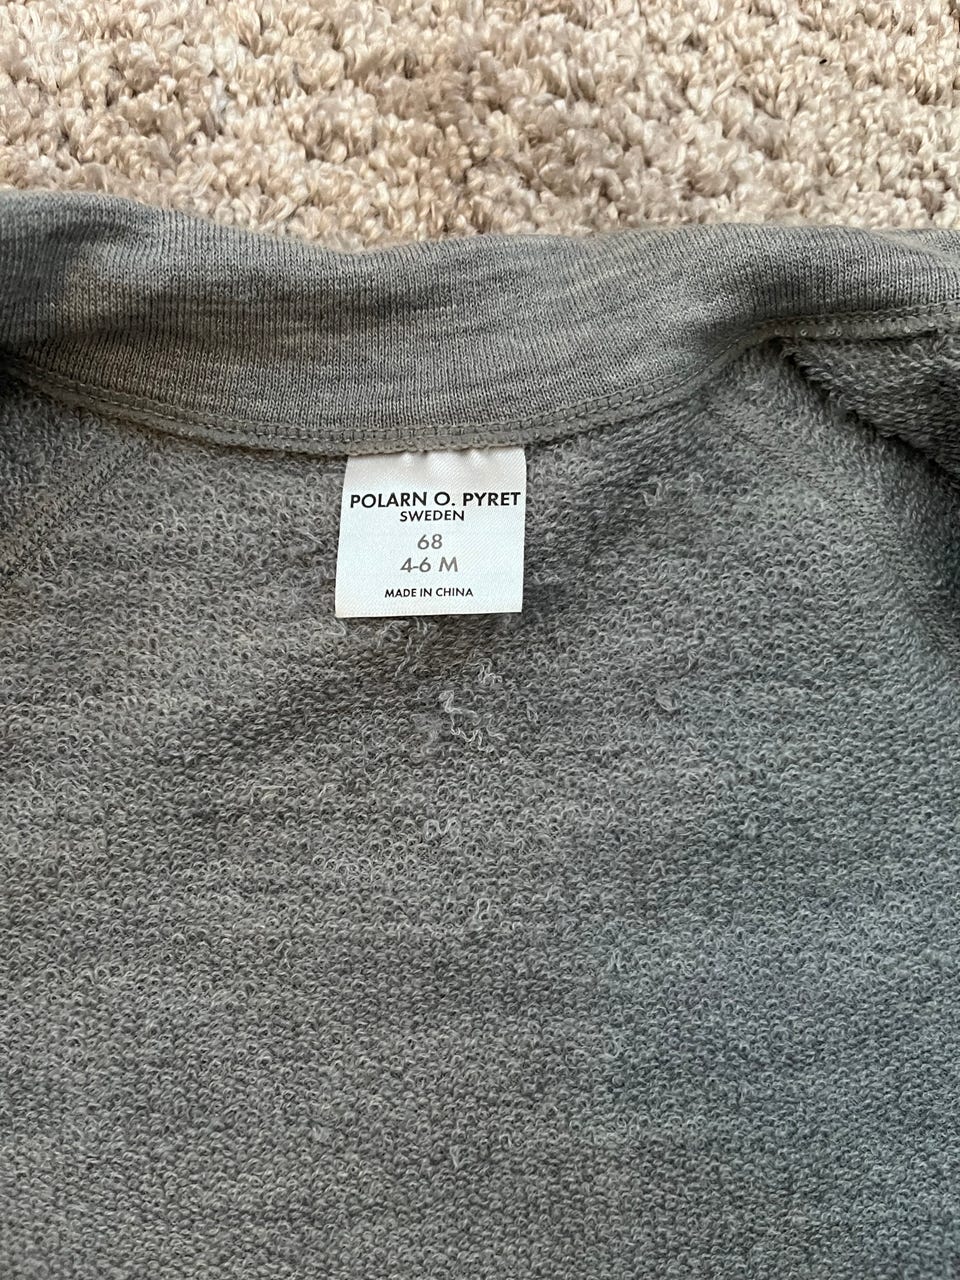 POLARN O. PYRET
SWEDEN
68
4-6 M
MADE IN CHINA